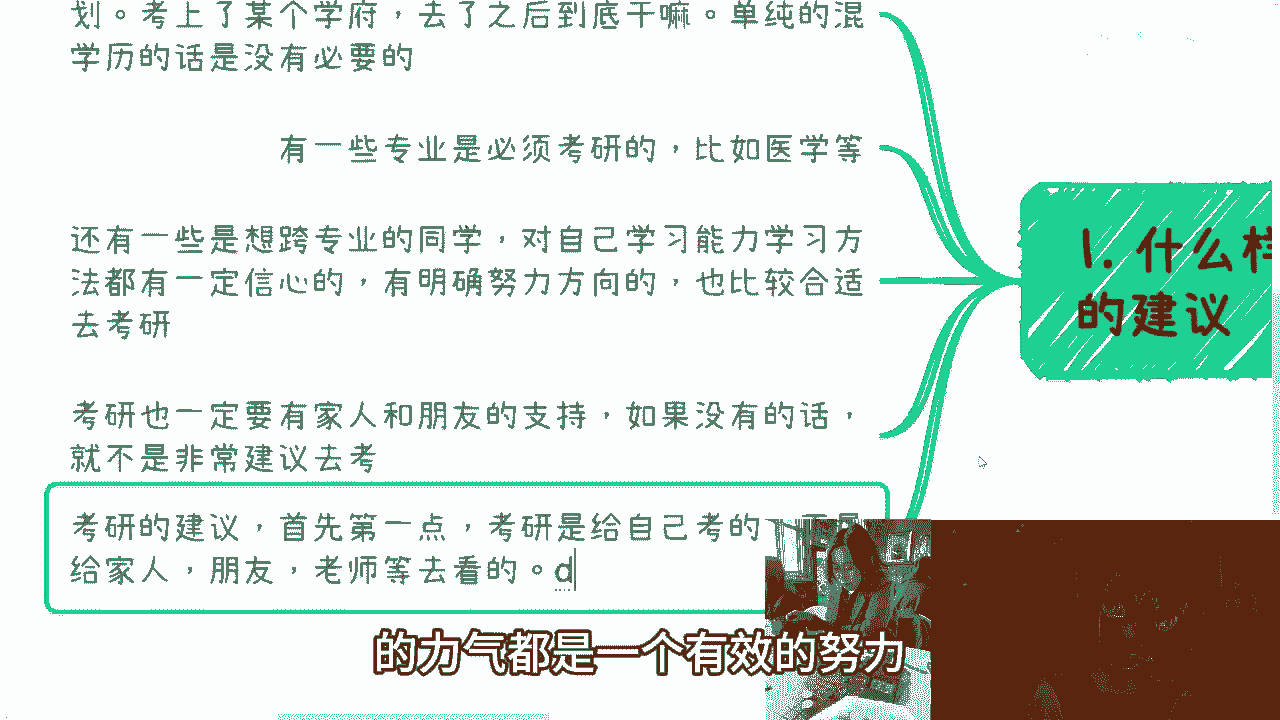 划。考上了某个学府，去了之后到底干嘛。单纯的混
学历的话是没有必要的
有一些专业是必须考研的，比如医学等
还有一些是想跨专业的同学，对自己学习能力学习方
法都有一定信心的，有明确努力方向的，也比较合适
去考研
考研也一定要有家人和朋友的支持，如果没有的话，
就不是非常建议去考
考研的建议，首先第一点，考研是给自己考的
给家人，朋友，老师等去看的。d
1. 什么样
的建议
的力气都是一个有效的努力